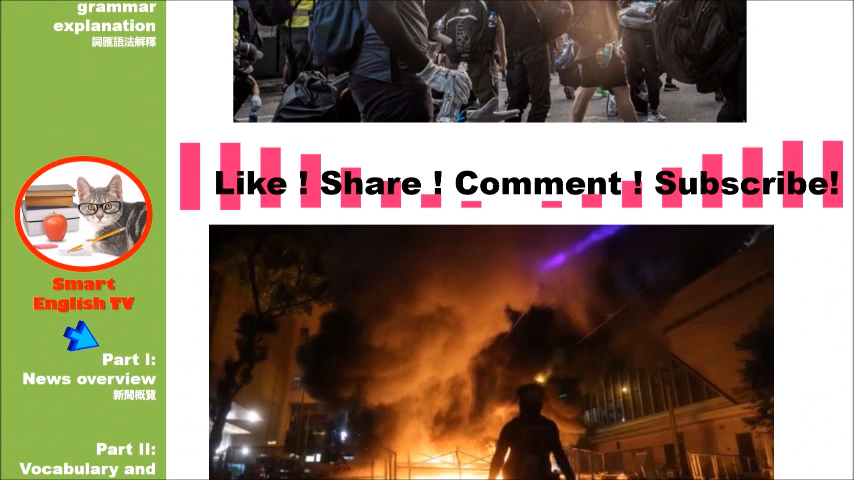 grammar
explanation
詞匯語法解釋
Like ! Share ! Comment ! Subscribe!
Smart
English TV
Part I:
News overview
新聞概覽
Part II:
Vocabulary and